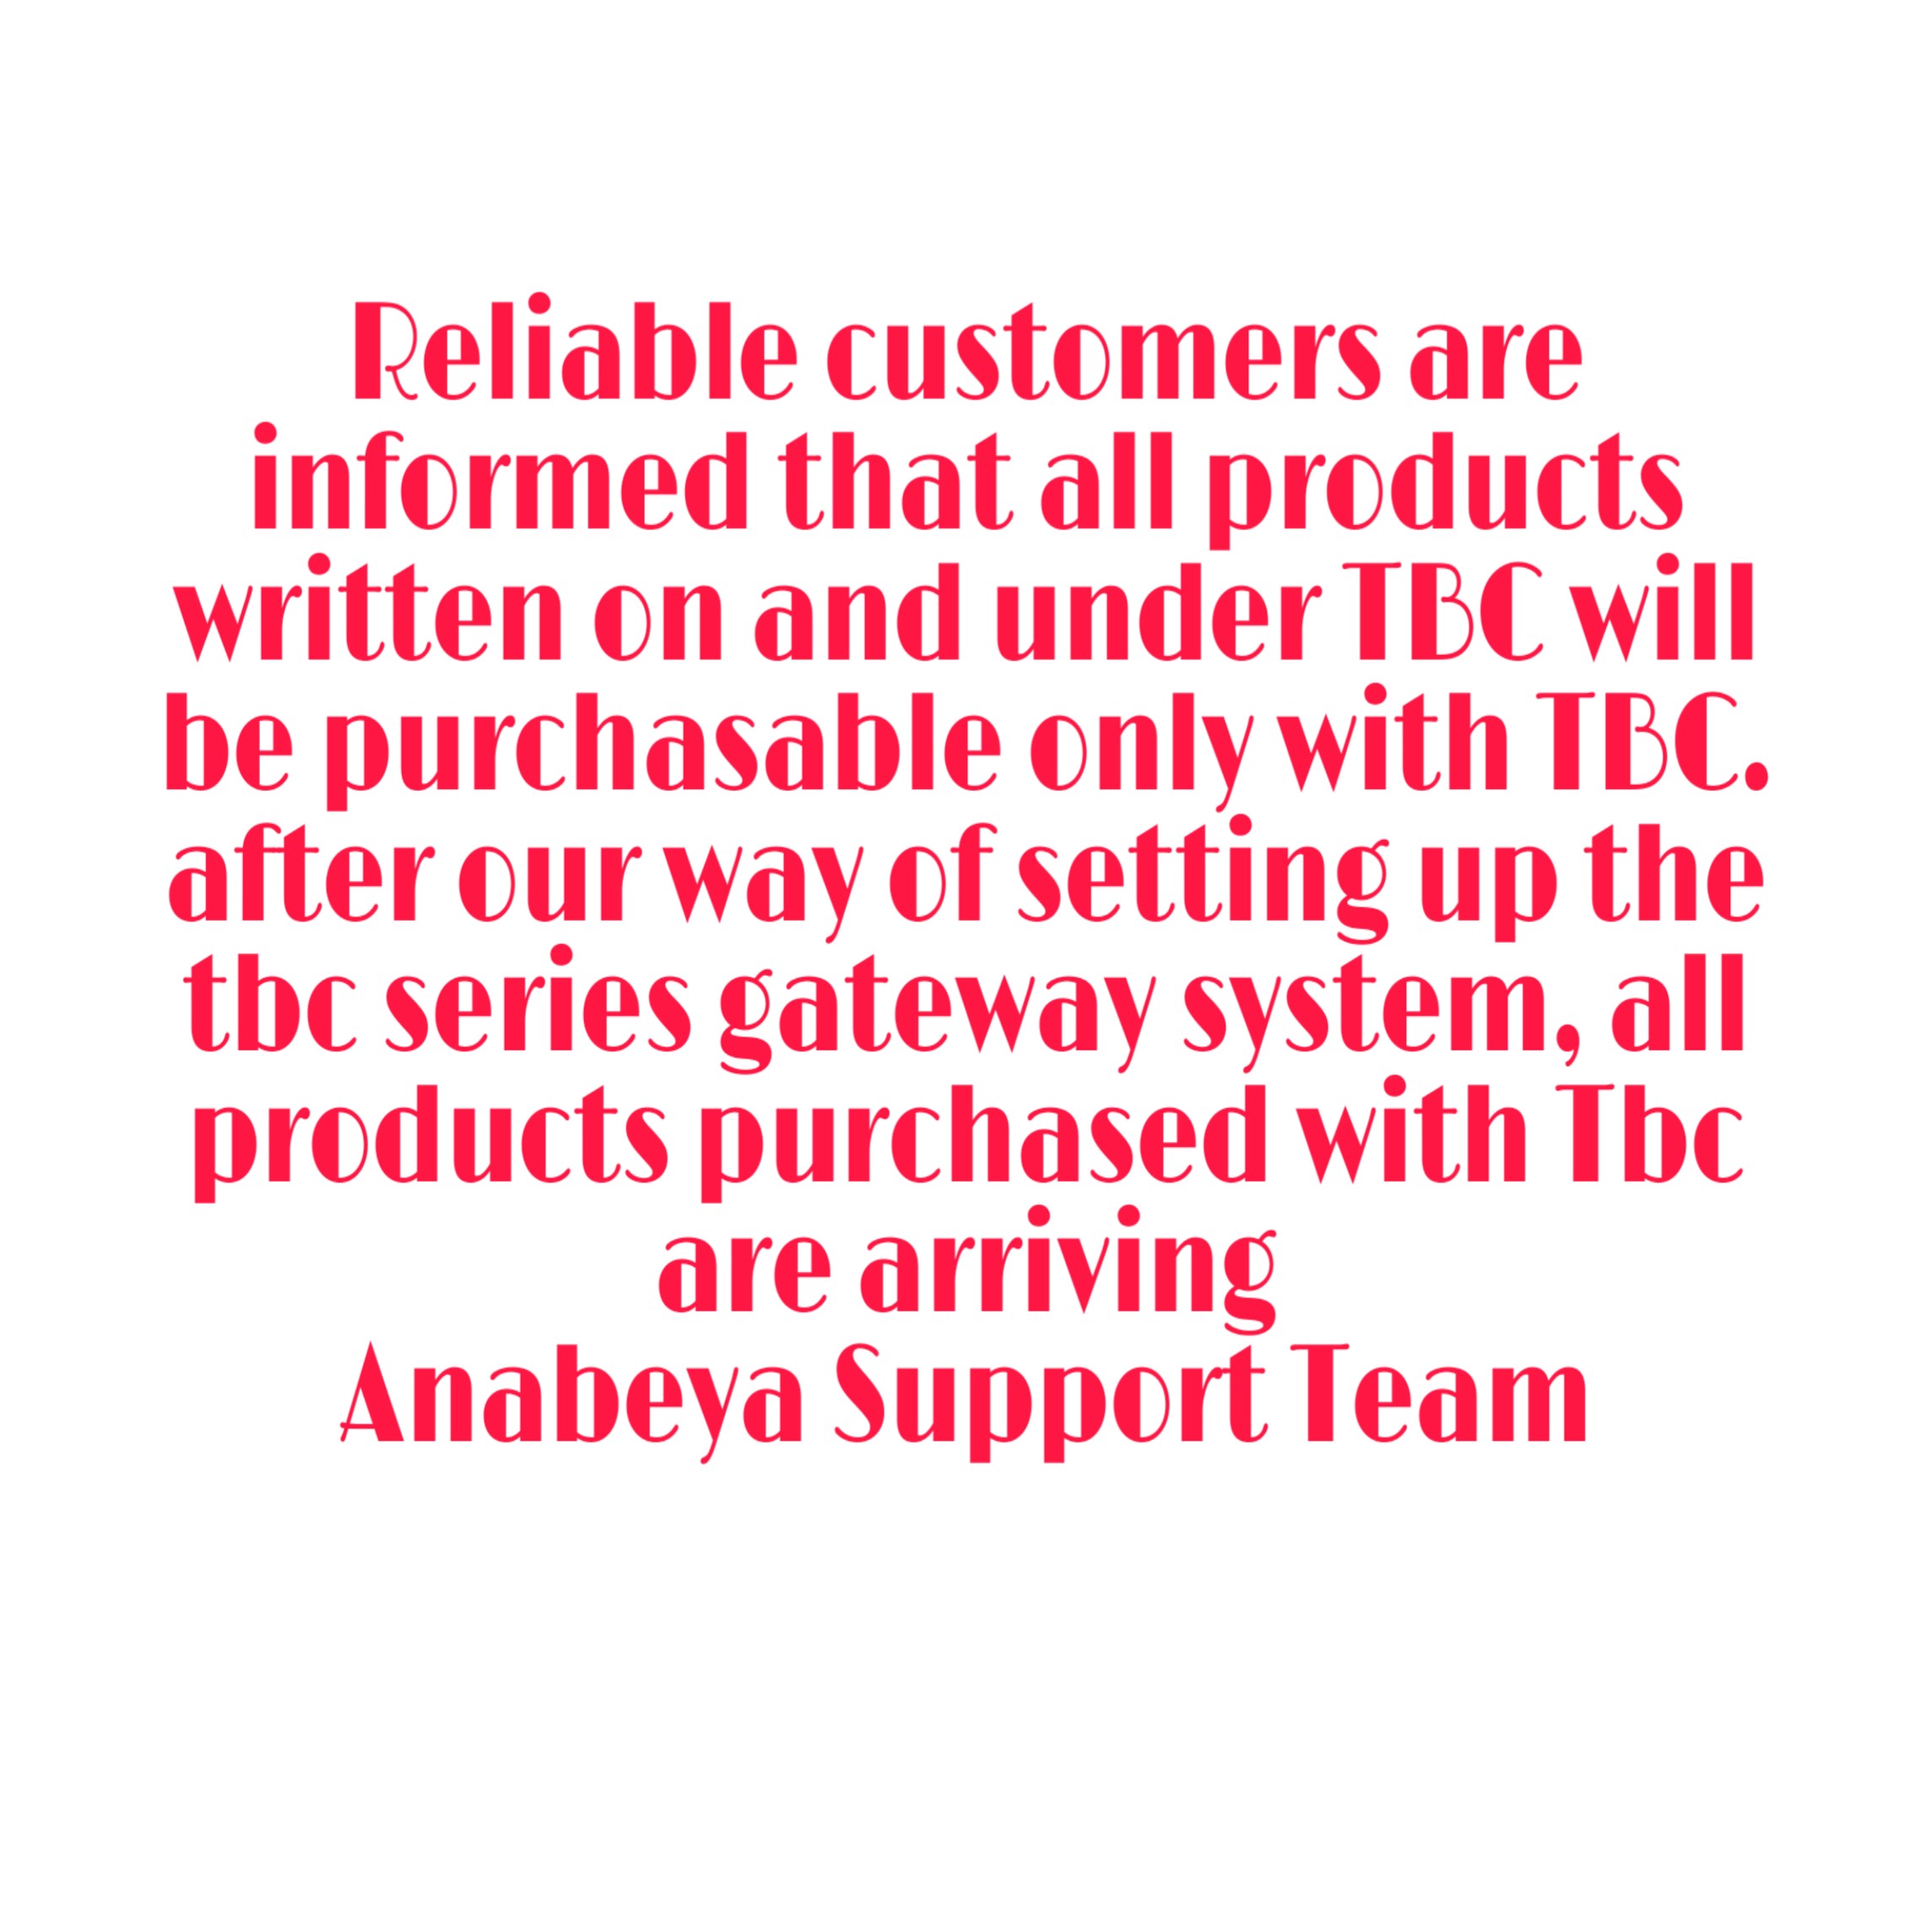 Reliable customers are
informed that all products
written on and under TBC will
be purchasable only with TBC.
after our way of setting up the
tbc series gateway system, all
products purchased with Tbc
are arriving
Anabeya Support Team